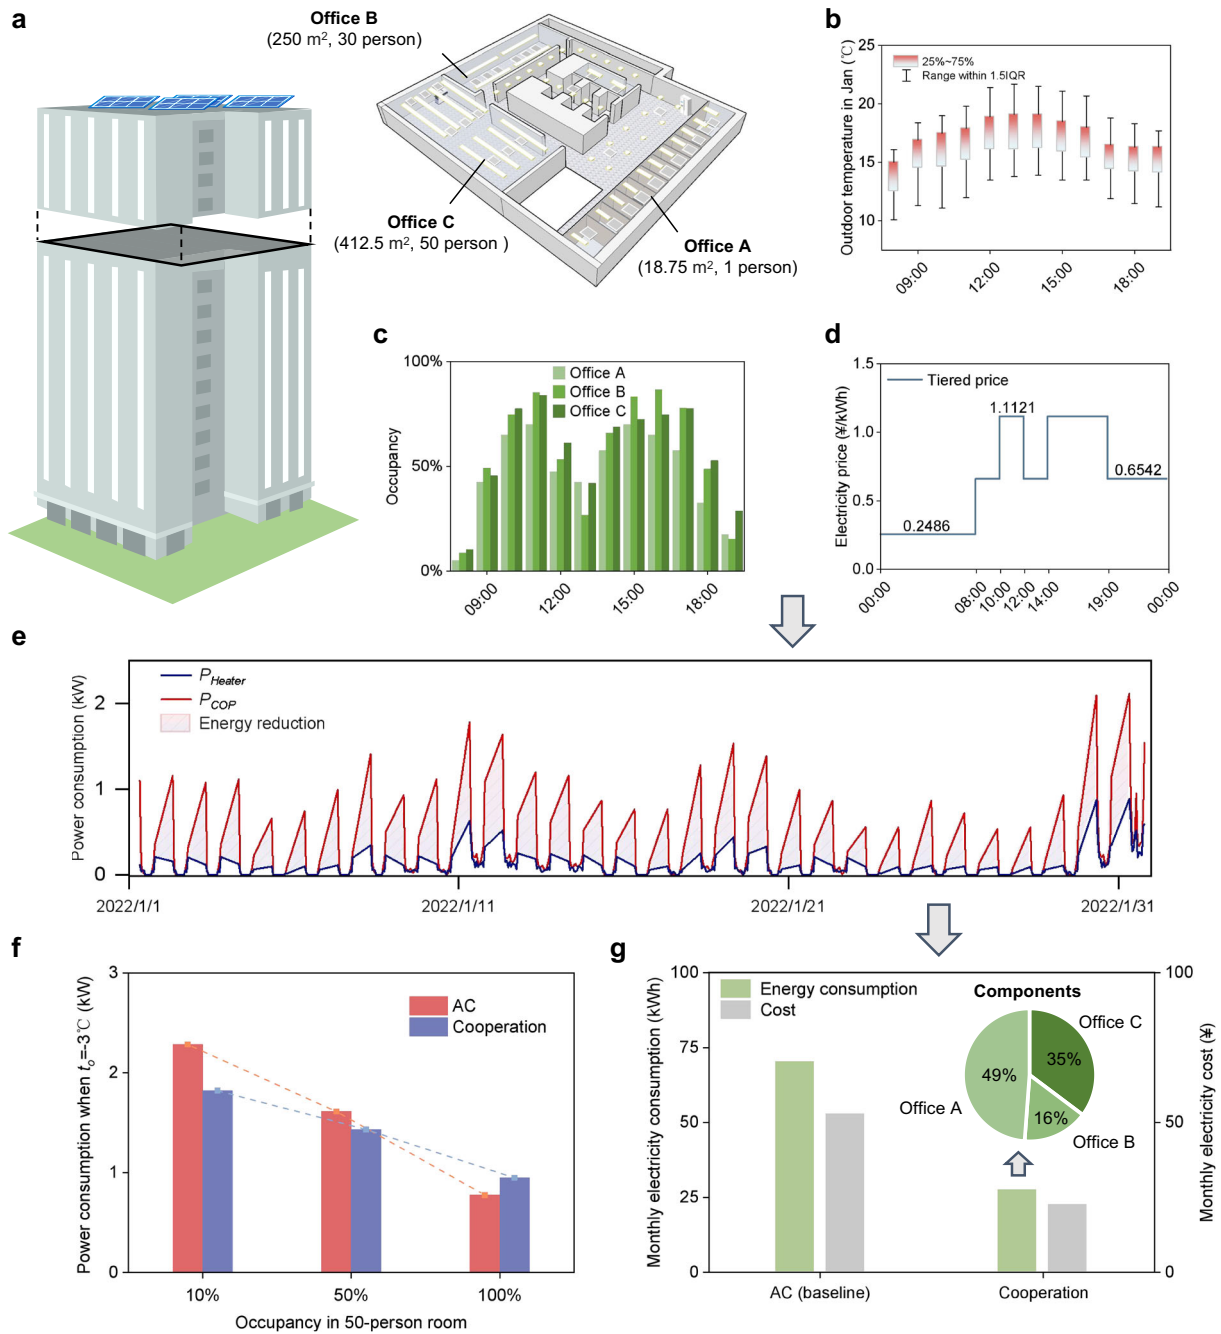 a
Office B
(250 m², 30 person)
Office C
(412.5 m², 50 person )
Office A
(18.75 m², 1 person)
b
Outdoor temperature in Jan (℃)
25
20
15
10
25%~75%
Range within 1.5IQR
09:00
12:00
15:00
18:00
c
Occupancy
100%
50%
0%
Office A
Office B
Office C
09:00
12:00
15:00
18:00
d
Electricity price (¥/kWh)
1.5
1.0
0.5
0.0
Tiered price
1.1121
0.6542
0.2486
00:00
08:00
10:00
12:00
14:00
19:00
00:00
e
Power consumption (kW)
2
1
0
P_Heater
P_COP
Energy reduction
2022/1/1
2022/1/11
2022/1/21
2022/1/31
f
Power consumption when t_o=-3℃ (kW)
3
2
1
0
AC
Cooperation
10%
50%
100%
Occupancy in 50-person room
g
Monthly electricity consumption (kWh)
100
75
50
25
0
Energy consumption
Cost
Components
Office C
35%
49%
16%
Office A
Office B
AC (baseline)
Cooperation
100
50
0
Monthly electricity cost (¥)